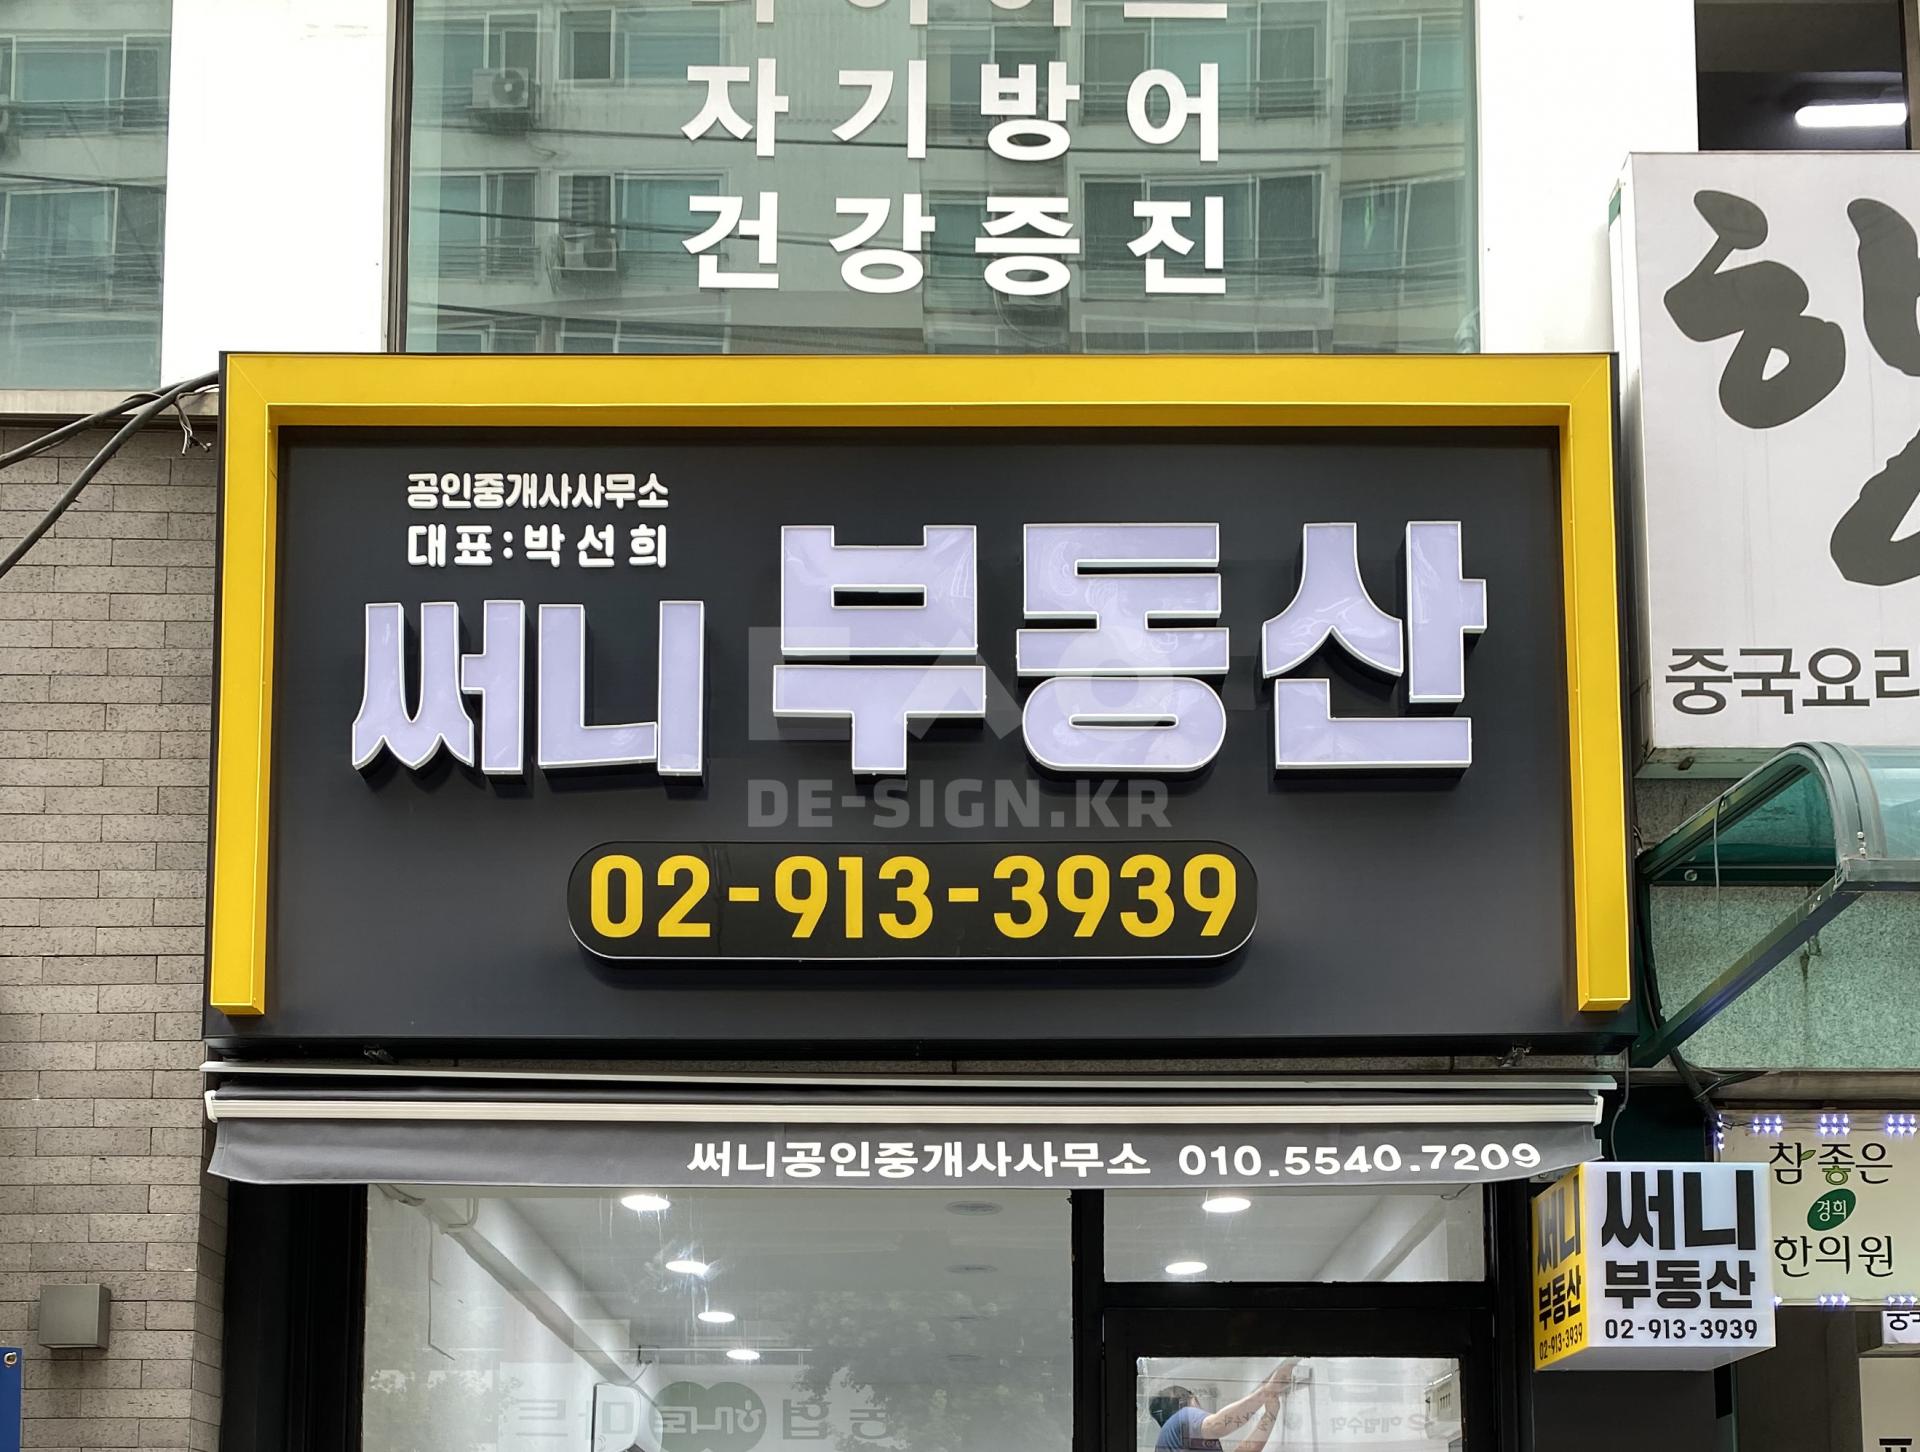 자기방어
건강증진
공인중개사사무소
대표:박선희
써니 부동산
DE-SIGN.KR
02-913-3939
써니공인중개사사무소 010.5540.7209
중국요리
참좋은
경희
한의원
써니
부동산
02-913-3939
써니
부동산
02-913-3939